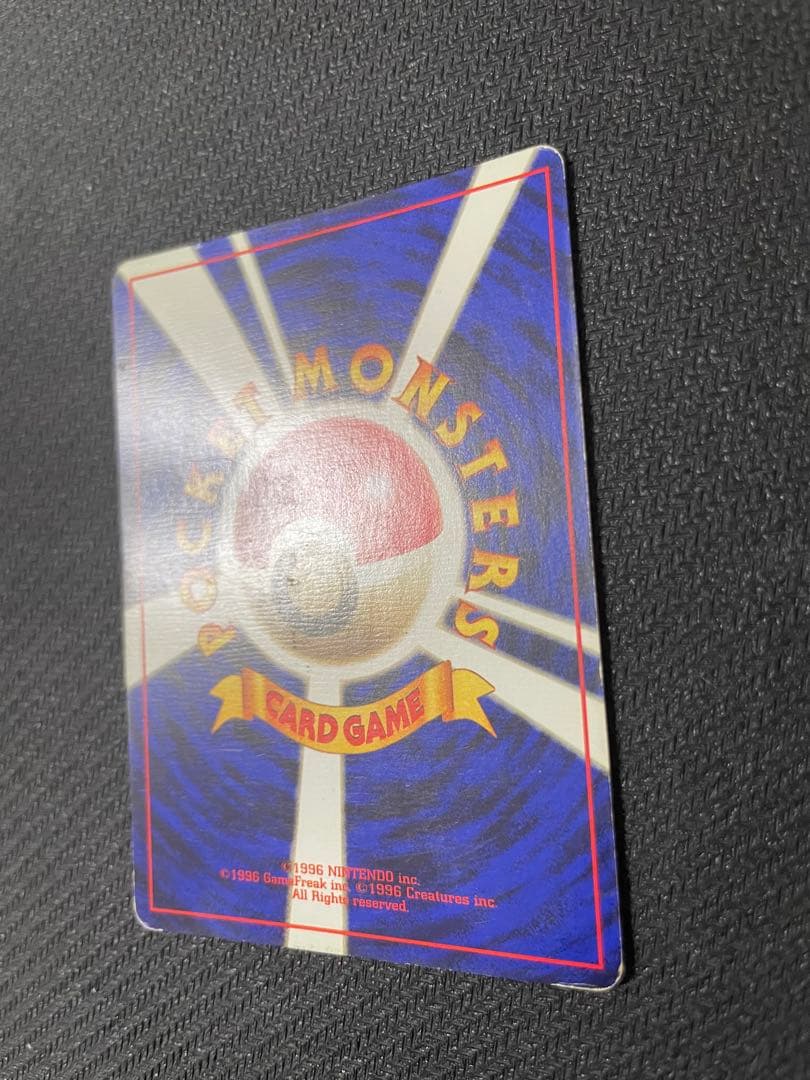 POCKET MONSTERS
CARD GAME
©1996 NINTENDO inc.
©1996 GameFreak inc. ©1996 Creatures inc.
All Rights reserved.